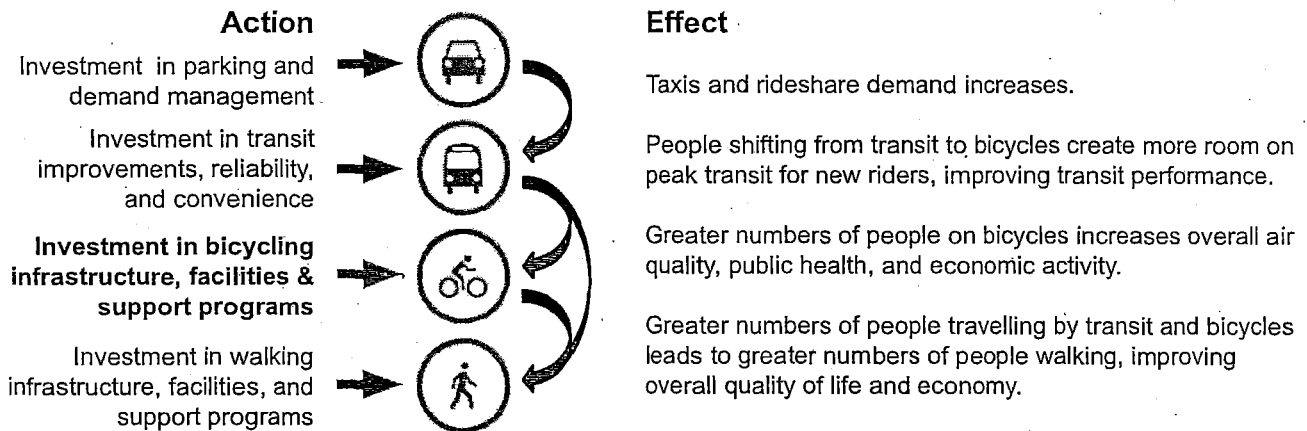 Action
Investment in parking and
demand management
Investment in transit
improvements, reliability,
and convenience
Investment in bicycling
infrastructure, facilities &
support programs
Investment in walking
infrastructure, facilities, and
support programs
Effect
Taxis and rideshare demand increases.
People shifting from transit to bicycles create more room on
peak transit for new riders, improving transit performance.
Greater numbers of people on bicycles increases overall air
quality, public health, and economic activity.
Greater numbers of people travelling by transit and bicycles
leads to greater numbers of people walking, improving
overall quality of life and economy.